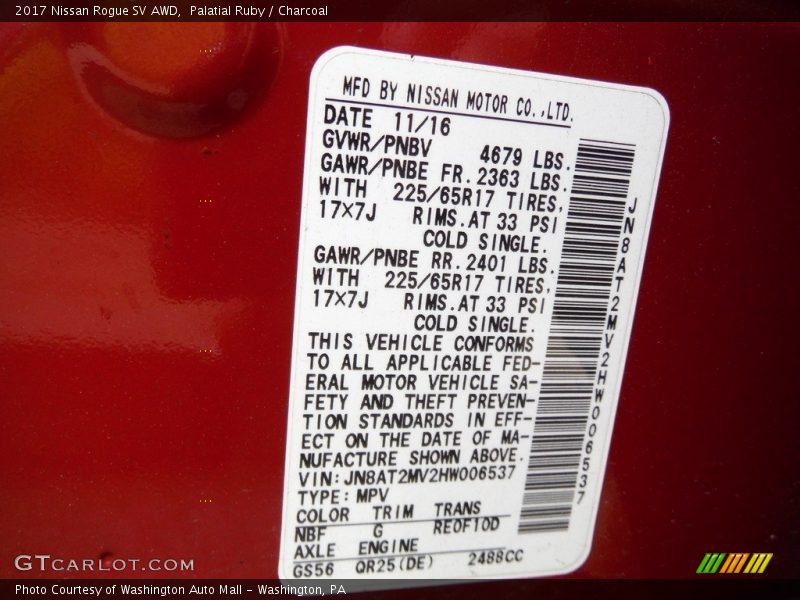 2017 Nissan Rogue SV AWD, Palatial Ruby / Charcoal
MFD BY NISSAN MOTOR CO.,LTD.
DATE 11/16
GVWR/PNBV 4679 LBS.
GAWR/PNBE FR. 2363 LBS.
WITH 225/65R17 TIRES,
17×7J RIMS.AT 33 PSI
COLD SINGLE.
GAWR/PNBE RR. 2401 LBS.
WITH 225/65R17 TIRES,
17×7J RIMS.AT 33 PSI
COLD SINGLE.
THIS VEHICLE CONFORMS
TO ALL APPLICABLE FED-
ERAL MOTOR VEHICLE SA-
FETY AND THEFT PREVEN-
TION STANDARDS IN EFF-
ECT ON THE DATE OF MA-
NUFACTURE SHOWN ABOVE.
VIN:JN8AT2MV2HW006537
TYPE:MPV
COLOR TRIM TRANS
NBF G RE0F10D
AXLE ENGINE
GS56 QR25(DE) 2488CC
JN8AT2MV2HW006537
GTCARLOT.COM
Photo Courtesy of Washington Auto Mall - Washington, PA